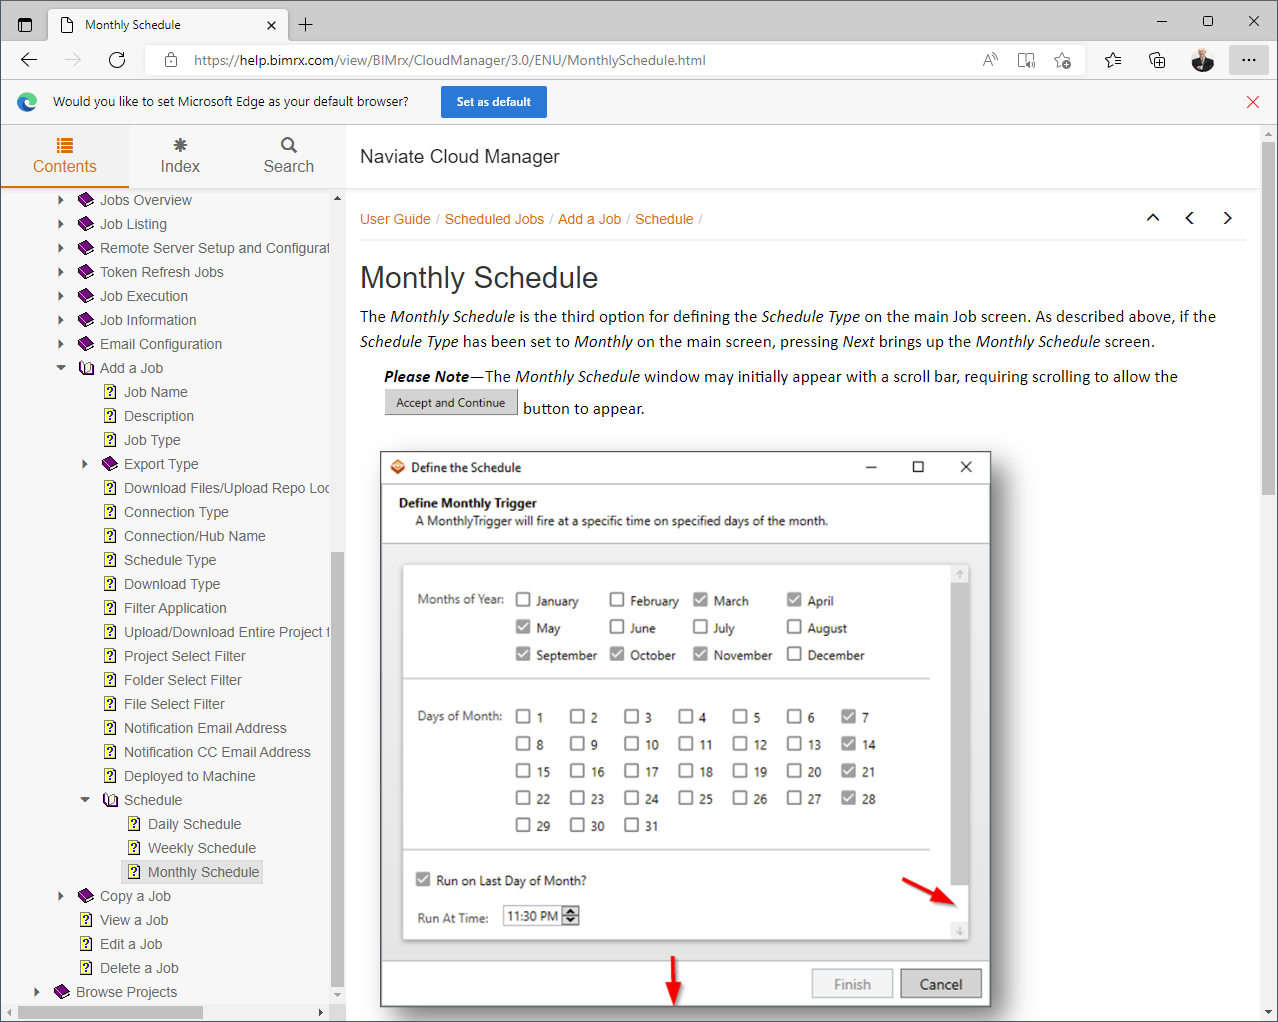 Monthly Schedule
https://help.bimrx.com/view/BIMrx/CloudManager/3.0/ENU/MonthlySchedule.html
Would you like to set Microsoft Edge as your default browser?
Set as default
Contents
Index
Search
Naviate Cloud Manager
Jobs Overview
Job Listing
Remote Server Setup and Configurat
Token Refresh Jobs
Job Execution
Job Information
Email Configuration
Add a Job
Job Name
Description
Job Type
Export Type
Download Files/Upload Repo Loc
Connection Type
Connection/Hub Name
Schedule Type
Download Type
Filter Application
Upload/Download Entire Project f
Project Select Filter
Folder Select Filter
File Select Filter
Notification Email Address
Notification CC Email Address
Deployed to Machine
Schedule
Daily Schedule
Weekly Schedule
Monthly Schedule
Copy a Job
View a Job
Edit a Job
Delete a Job
Browse Projects
User Guide / Scheduled Jobs / Add a Job / Schedule /
Monthly Schedule
The Monthly Schedule is the third option for defining the Schedule Type on the main Job screen. As described above, if the
Schedule Type has been set to Monthly on the main screen, pressing Next brings up the Monthly Schedule screen.
Please Note—The Monthly Schedule window may initially appear with a scroll bar, requiring scrolling to allow the
Accept and Continue button to appear.
Define the Schedule
Define Monthly Trigger
A MonthlyTrigger will fire at a specific time on specified days of the month.
Months of Year: January February March April
May June July August
September October November December
Days of Month: 1 2 3 4 5 6 7
8 9 10 11 12 13 14
15 16 17 18 19 20 21
22 23 24 25 26 27 28
29 30 31
Run on Last Day of Month?
Run At Time: 11:30 PM
Finish Cancel